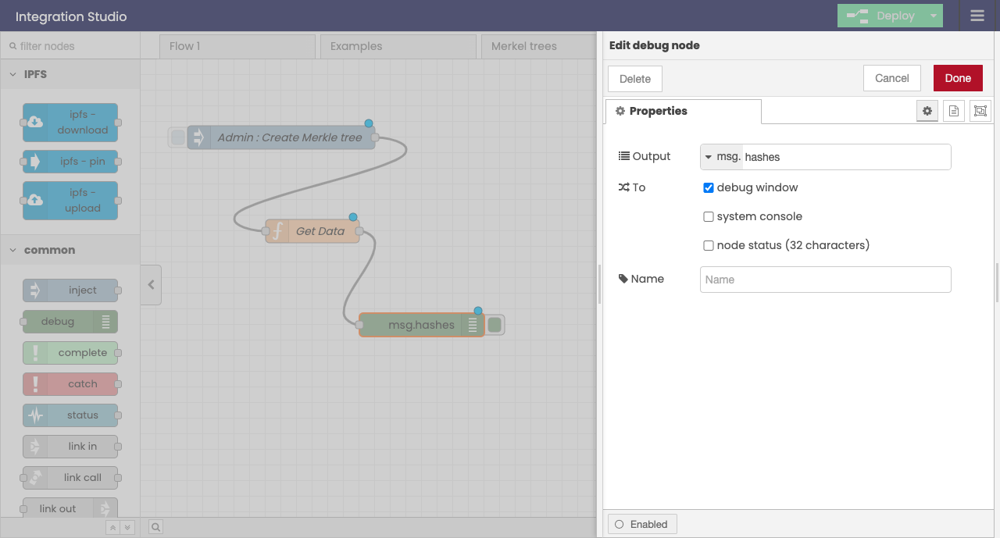 Integration Studio
Deploy
filter nodes
Flow 1
Examples
Merkel trees
IPFS
ipfs -
download
ipfs - pin
ipfs -
upload
common
inject
debug
complete
catch
status
link in
link call
link out
Admin : Create Merkle tree
Get Data
msg.hashes
Edit debug node
Delete
Cancel
Done
Properties
Output
msg. hashes
To
debug window
system console
node status (32 characters)
Name
Name
Enabled